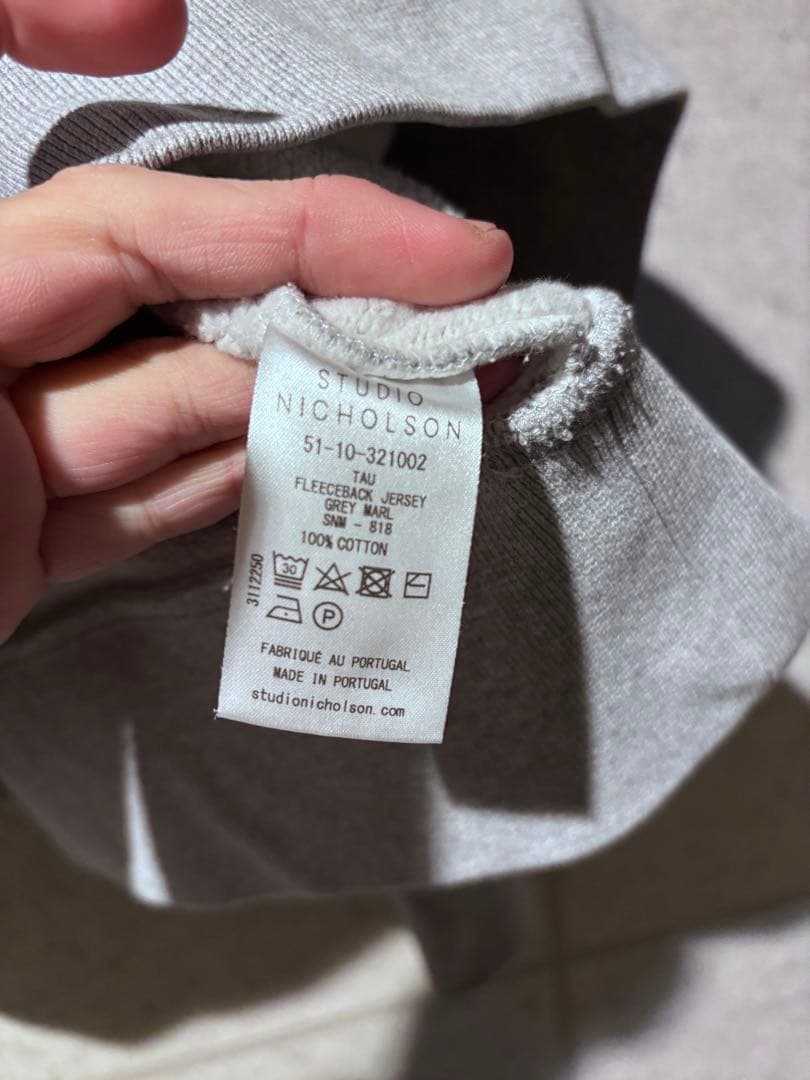 STUDIO
NICHOLSON
51-10-321002
TAU
FLEECEBACK JERSEY
GREY MARL
SNM - 818
100% COTTON
3112250
30
P
FABRIQUÉ AU PORTUGAL
MADE IN PORTUGAL
studionicholson.com